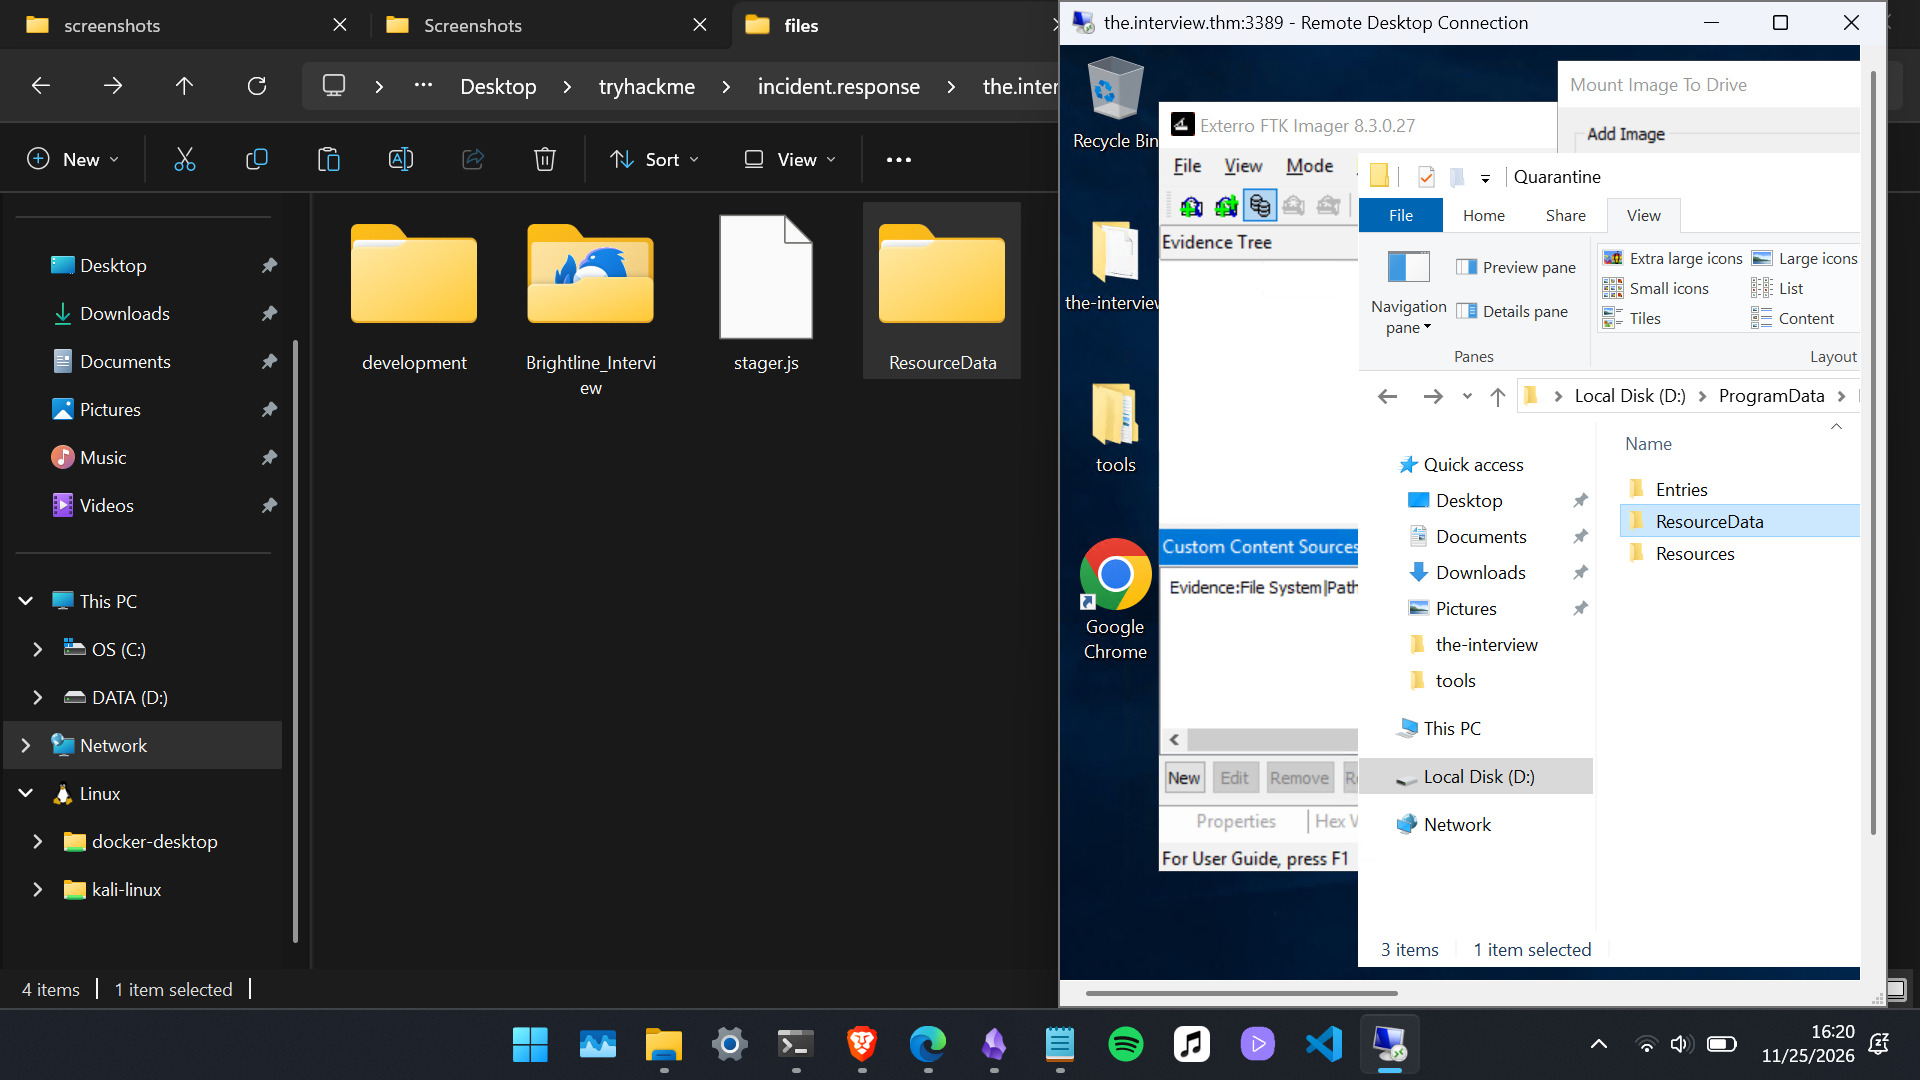 screenshots
Screenshots
files
Desktop
tryhackme
incident.response
the.inter
New
Sort
View
Desktop
Downloads
Documents
Pictures
Music
Videos
This PC
OS (C:)
DATA (D:)
Network
Linux
docker-desktop
kali-linux
development
Brightline_Intervi
ew
stager.js
ResourceData
4 items
1 item selected
the.interview.thm:3389 - Remote Desktop Connection
Recycle Bin
the-interview
tools
Google
Chrome
Mount Image To Drive
Add Image
Exterro FTK Imager 8.3.0.27
File View Mode
Evidence Tree
Custom Content Sources
Evidence:File System|Path
New Edit Remove
Properties Hex V
For User Guide, press F1
Quarantine
File Home Share View
Navigation
pane
Preview pane
Details pane
Panes
Extra large icons Large icons
Small icons List
Tiles Content
Layout
Local Disk (D:) ProgramData
Quick access
Desktop
Documents
Downloads
Pictures
the-interview
tools
This PC
Local Disk (D:)
Network
Name
Entries
ResourceData
Resources
3 items 1 item selected
16:20
11/25/2026